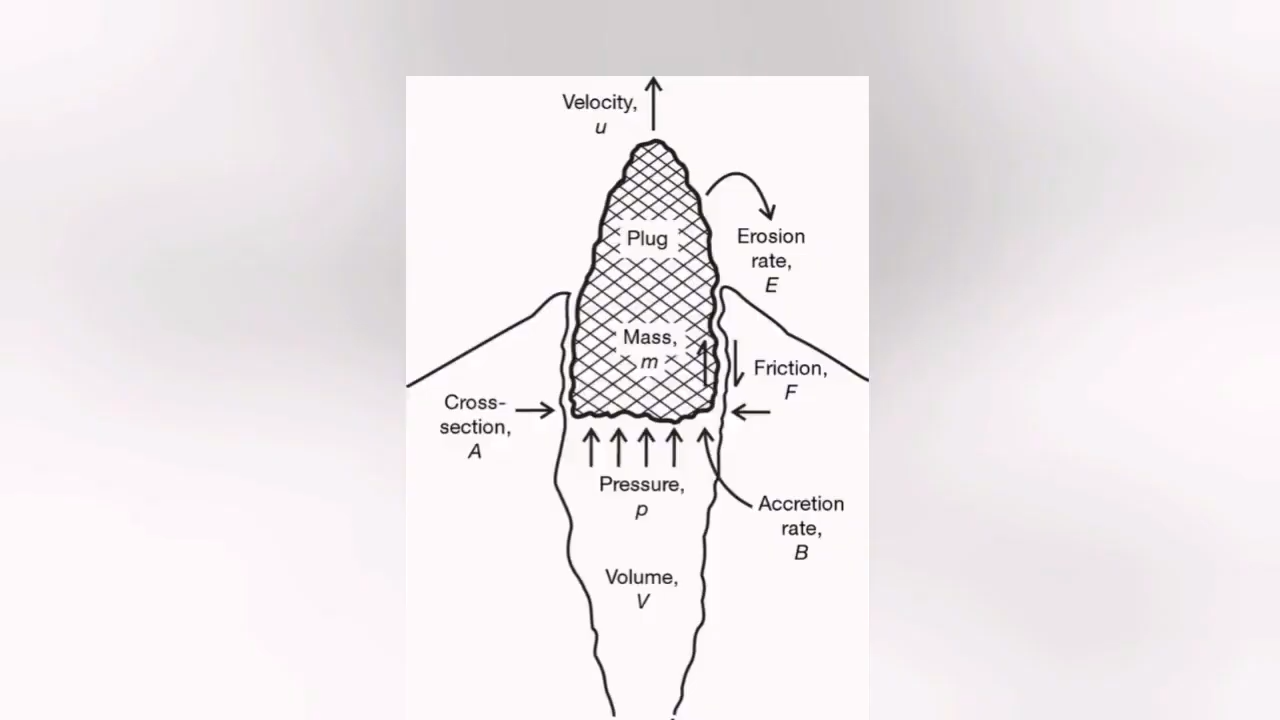 Velocity,
u
Plug
Erosion
rate,
E
Mass,
m
Friction,
F
Cross-
section,
A
Pressure,
p
Accretion
rate,
B
Volume,
V